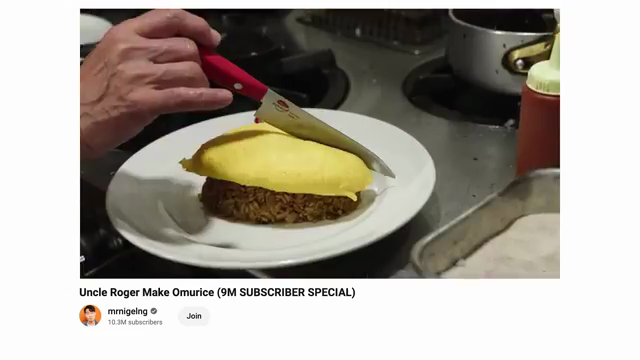 Uncle Roger Make Omurice (9M SUBSCRIBER SPECIAL)
mrnigelng
10.3M subscribers
Join